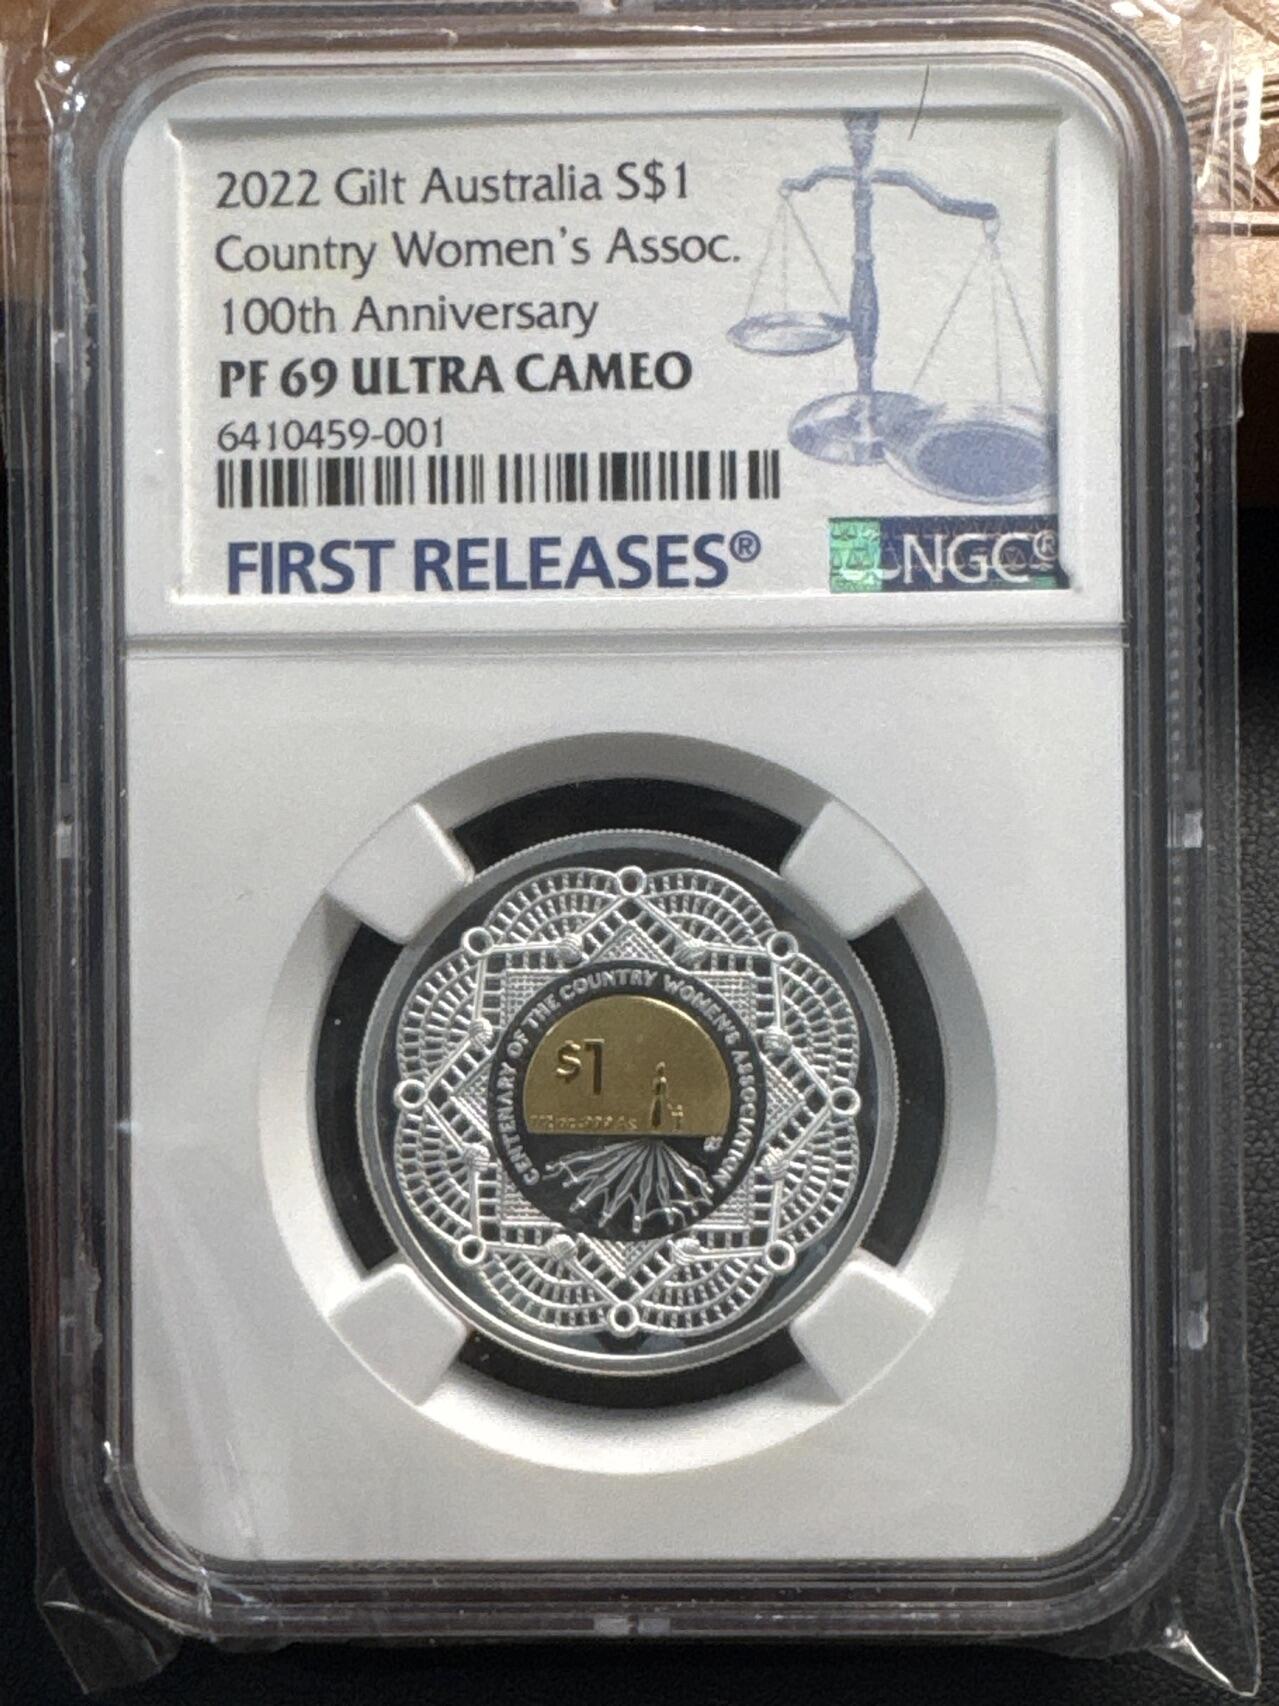 2022 Gilt Australia S$1
Country Women's Assoc.
100th Anniversary
PF 69 ULTRA CAMEO
6410459-001
FIRST RELEASES®
NGC®
CENTENARY OF THE COUNTRY WOMEN'S ASSOCIATION
$1